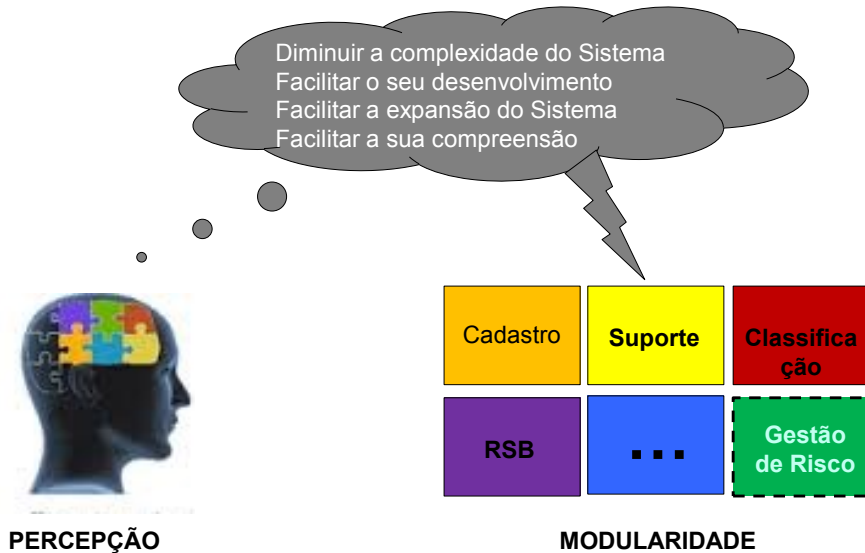 Diminuir a complexidade do Sistema
Facilitar o seu desenvolvimento
Facilitar a expansão do Sistema
Facilitar a sua compreensão
Cadastro
Suporte
Classifica
ção
RSB
...
Gestão
de Risco
PERCEPÇÃO
MODULARIDADE